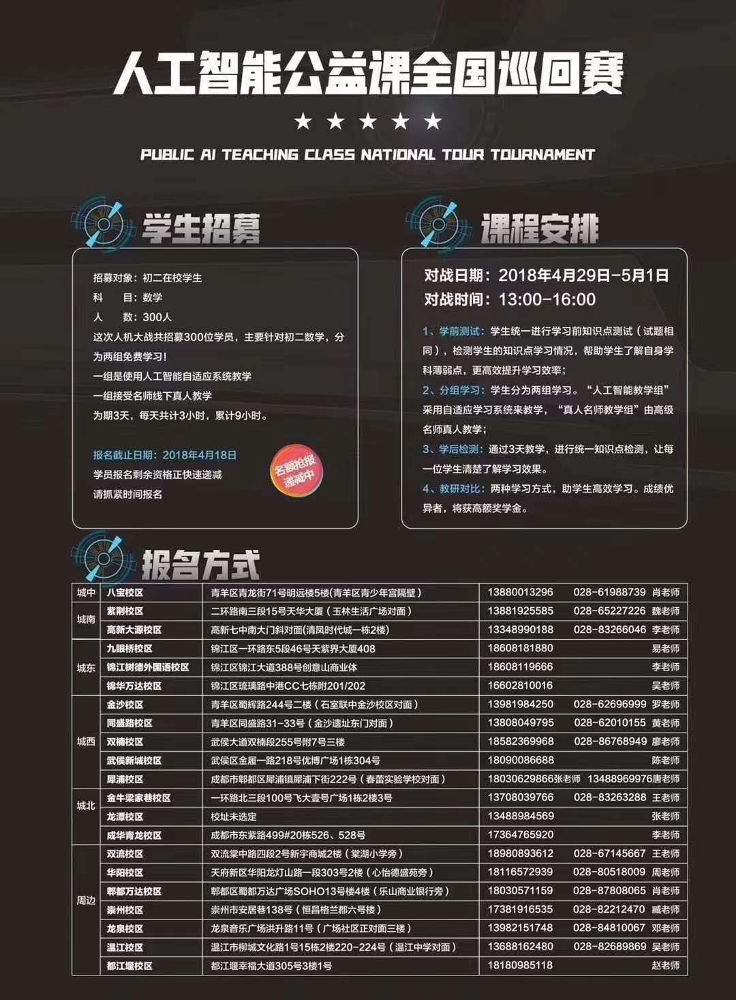 人工智能公益课全国巡回赛
PUBLIC AI TEACHING CLASS NATIONAL TOUR TOURNAMENT
学生招募
招募对象：初二在校学生
科 目：数学
人 数：300人
这次人机大战共招募300位学员，主要针对初二数学，分
为两组免费学习！
一组是使用人工智能自适应系统教学
一组接受名师线下真人教学
为期3天，每天共计3小时，累计9小时。
报名截止日期：2018年4月18日
学员报名剩余资格正快速递减
请抓紧时间报名
名额抢报
递减中
课程安排
对战日期：2018年4月29日-5月1日
对战时间：13:00-16:00
1、学前测试：学生统一进行学习前知识点测试（试题相
同），检测学生的知识点学习情况，帮助学生了解自身学
科薄弱点，更高效提升学习效率；
2、分组学习：学生分为两组学习。“人工智能教学组”
采用自适应学习系统来教学，“真人名师教学组”由高级
名师真人教学；
3、学后检测：通过3天教学，进行统一知识点检测，让每
一位学生清楚了解学习效果。
4、教研对比：两种学习方式，助学生高效学习。成绩优
异者，将获高额奖学金。
报名方式
城中 八宝校区 青羊区青龙街71号明远楼5楼(青羊区青少年宫隔壁） 13880013296 028-61988739 肖老师
城南 紫荆校区 二环路南三段15号天华大厦（玉林生活广场对面） 13881925585 028-65227226 魏老师
高新大源校区 高新七中南大门斜对面(清凤时代城一栋2楼) 13348990188 028-83266046 李老师
城东 九眼桥校区 锦江区一环路东5段46号天紫界大厦408 18608181880 易老师
锦江树德外国语校区 锦江区锦江大道388号创意山商业体 18608119666 李老师
锦华万达校区 锦江区琉璃路中港CC七栋附201/202 16602810016 吴老师
城西 金沙校区 青羊区蜀辉路244号二楼（石室联中金沙校区对面） 13981984250 028-62696999 罗老师
同盛路校区 青羊区同盛路31-33号（金沙遗址东门对面） 13808049795 028-62010155 黄老师
双楠校区 武侯大道双楠段255号附7号三楼 18582369968 028-86768949 廖老师
武侯新城校区 武侯区金履一路218号优博广场1栋304号 18090086688 陈老师
犀浦校区 成都市郫都区犀浦镇犀浦下街222号（春蕾实验学校对面） 18030629866张老师 13488969976唐老师
城北 金牛梁家巷校区 一环路北三段100号飞大壹号广场1栋2楼3号 13708039766 028-83263288 王老师
龙潭校区 校址未选定 13488984569 张老师
成华青龙校区 成都市东紫路499#20栋526、528号 17364765920 李老师
周边 双流校区 双流棠中路四段2号新宇商城2楼（棠湖小学旁） 18980893612 028-67145667 王老师
华阳校区 天府新区华阳龙灯山路一段303号2楼（心怡德盛苑旁） 18116572939 028-80518009 周老师
郫都万达校区 郫都区蜀都万达广场SOHO13号楼4楼（乐山商业银行旁） 18030571159 028-87808065 肖老师
崇州校区 崇州市安居巷138号（恒昌格兰郡六号楼） 17381916535 028-82212470 臧老师
龙泉校区 龙泉音乐广场洪升路11号（广场社区正对面三楼） 13982151748 028-84810067 邓老师
温江校区 温江市柳城文化路1号15栋2楼220-224号（温江中学对面） 13688162480 028-82689869 吴老师
都江堰校区 都江堰幸福大道305号3楼1号 18180985118 赵老师